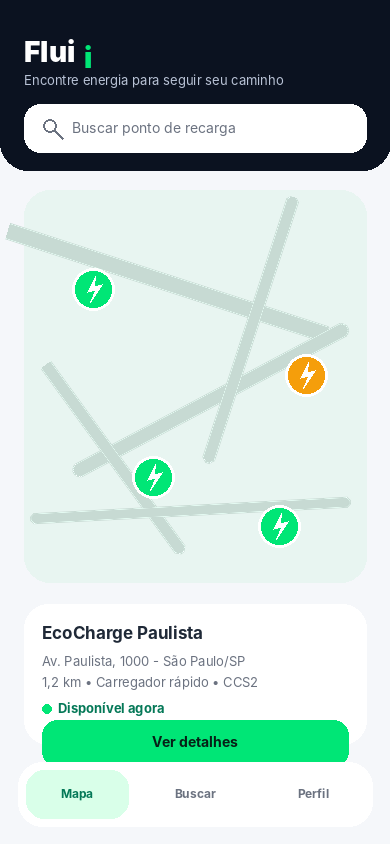 Flui i
Encontre energia para seguir seu caminho
Buscar ponto de recarga
EcoCharge Paulista
Av. Paulista, 1000 - São Paulo/SP
1,2 km • Carregador rápido • CCS2
Disponível agora
Ver detalhes
Mapa Buscar Perfil